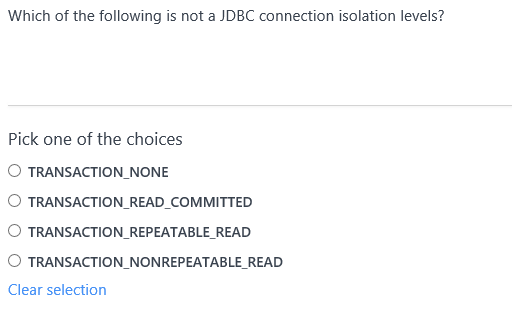 Which of the following is not a JDBC connection isolation levels?
Pick one of the choices
TRANSACTION_NONE
TRANSACTION_READ_COMMITTED
TRANSACTION_REPEATABLE_READ
TRANSACTION_NONREPEATABLE_READ
Clear selection